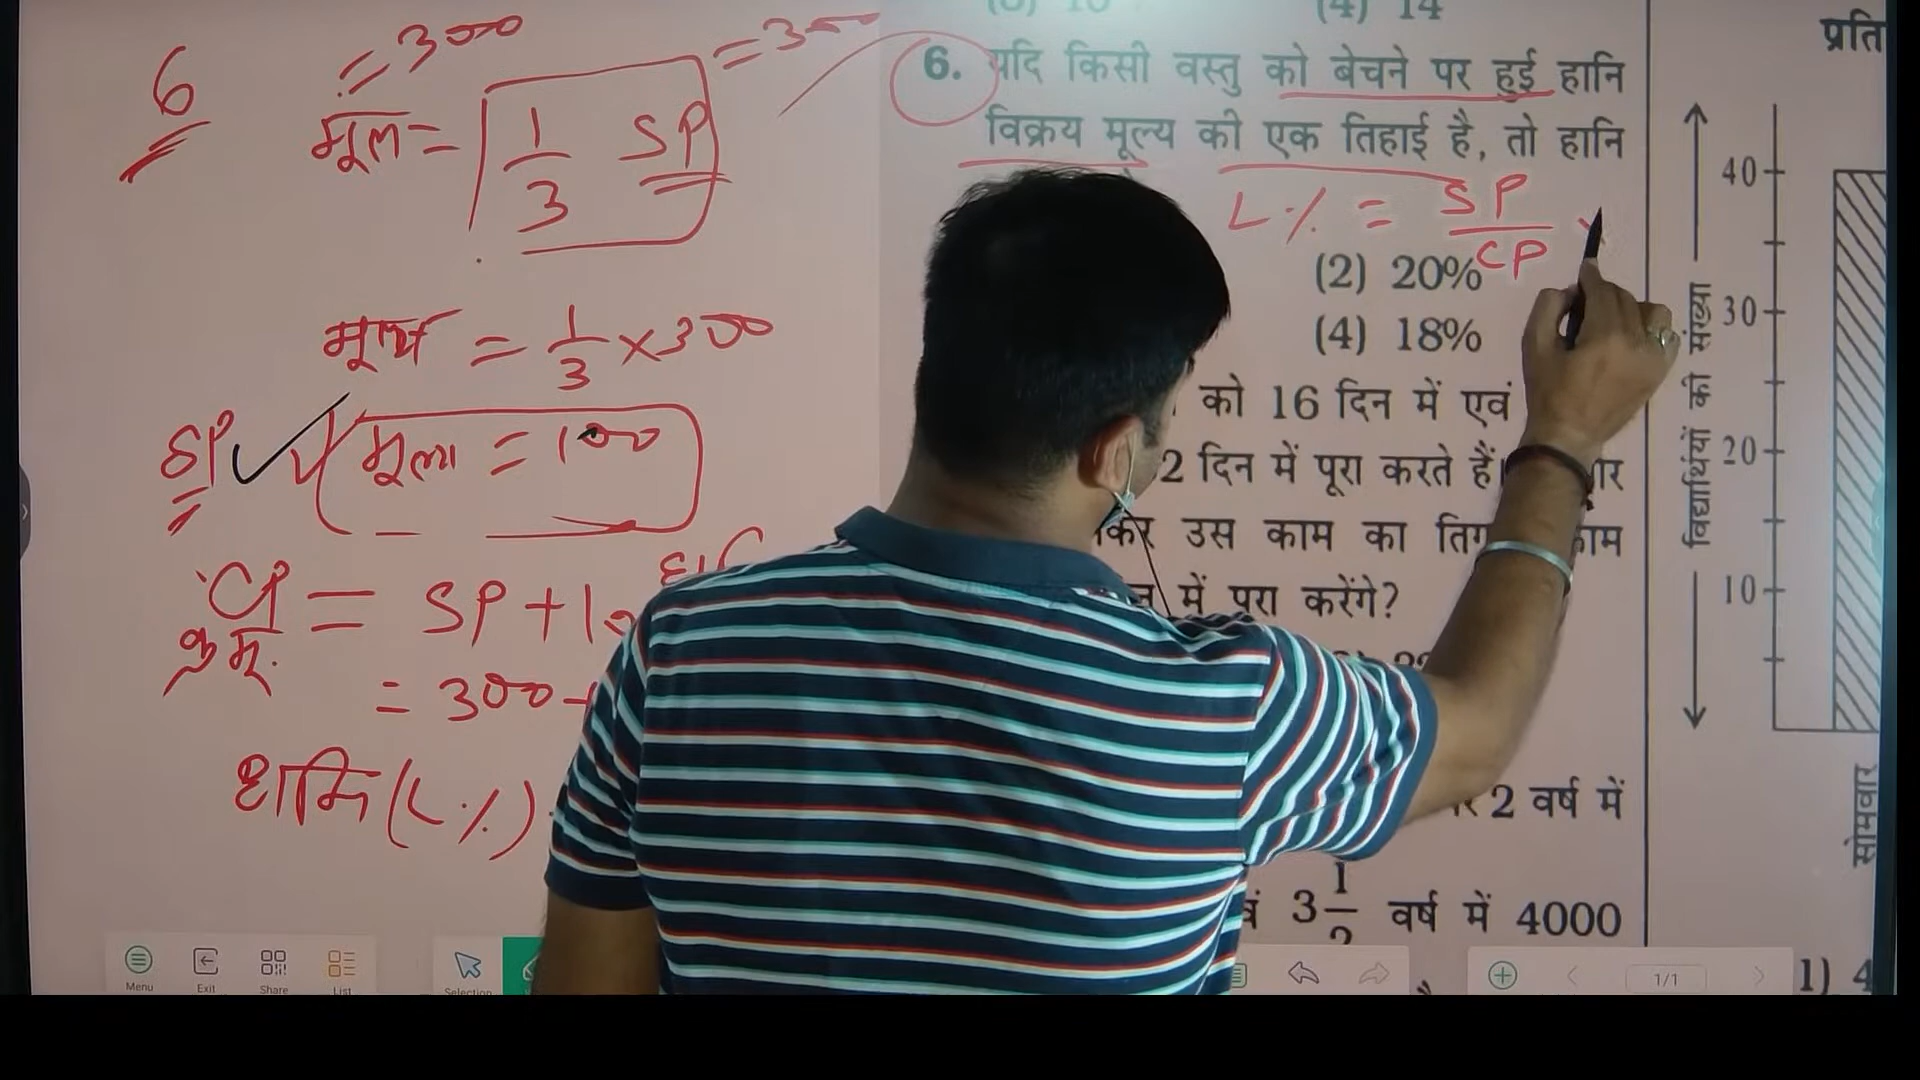 6
= 300
मूल = 1/3 SP = 300
मूल्य = 1/3 × 300
SP मूल्य = 100
CP = SP + 10
क्र.मू.
= 300 +
हानि (L %)
(4) 14
6. यदि किसी वस्तु को बेचने पर हुई हानि
विक्रय मूल्य की एक तिहाई है, तो हानि
L % = SP/CP ×
(2) 20%
(4) 18%
को 16 दिन में एवं
2 दिन में पूरा करते हैं।
उस काम का काम
में पूरा करेंगे?
2 वर्ष में
3 1/2 वर्ष में 4000
प्रति
विद्यार्थियों की संख्या
40
30
20
10
सोमवार
1) 4
Menu
Exit
Share
List
Selection
1/1